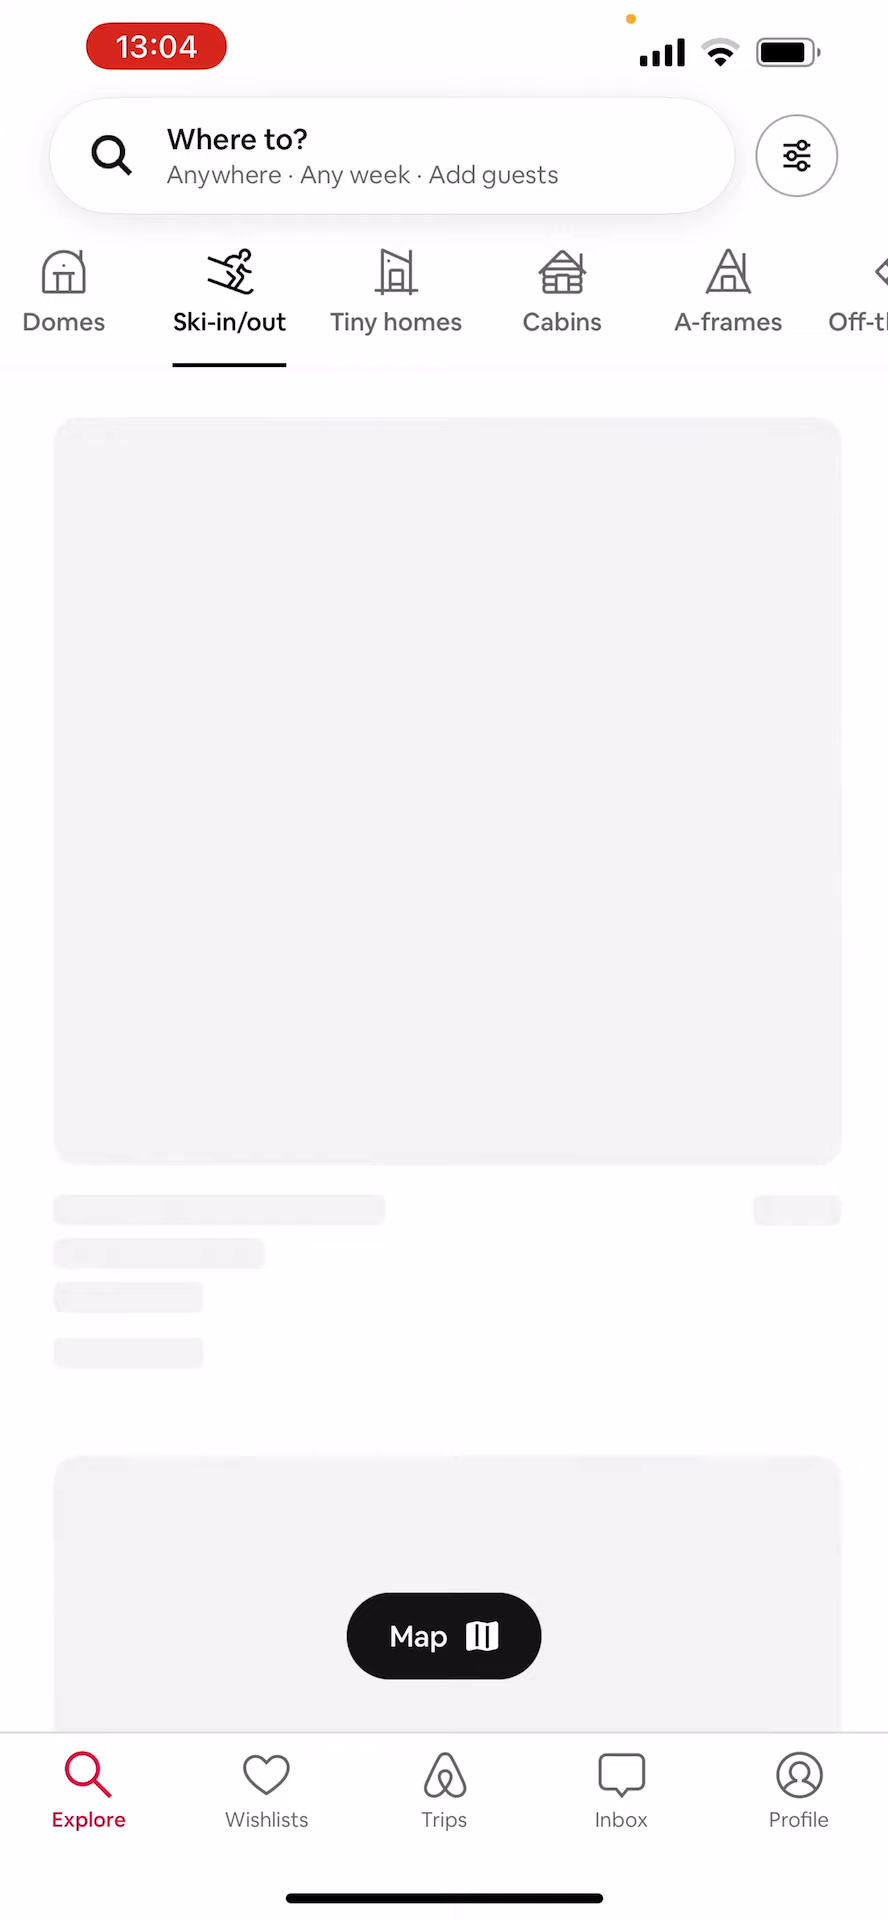 13:04
Where to?
Anywhere · Any week · Add guests
Domes
Ski-in/out
Tiny homes
Cabins
A-frames
Map
Explore
Wishlists
Trips
Inbox
Profile